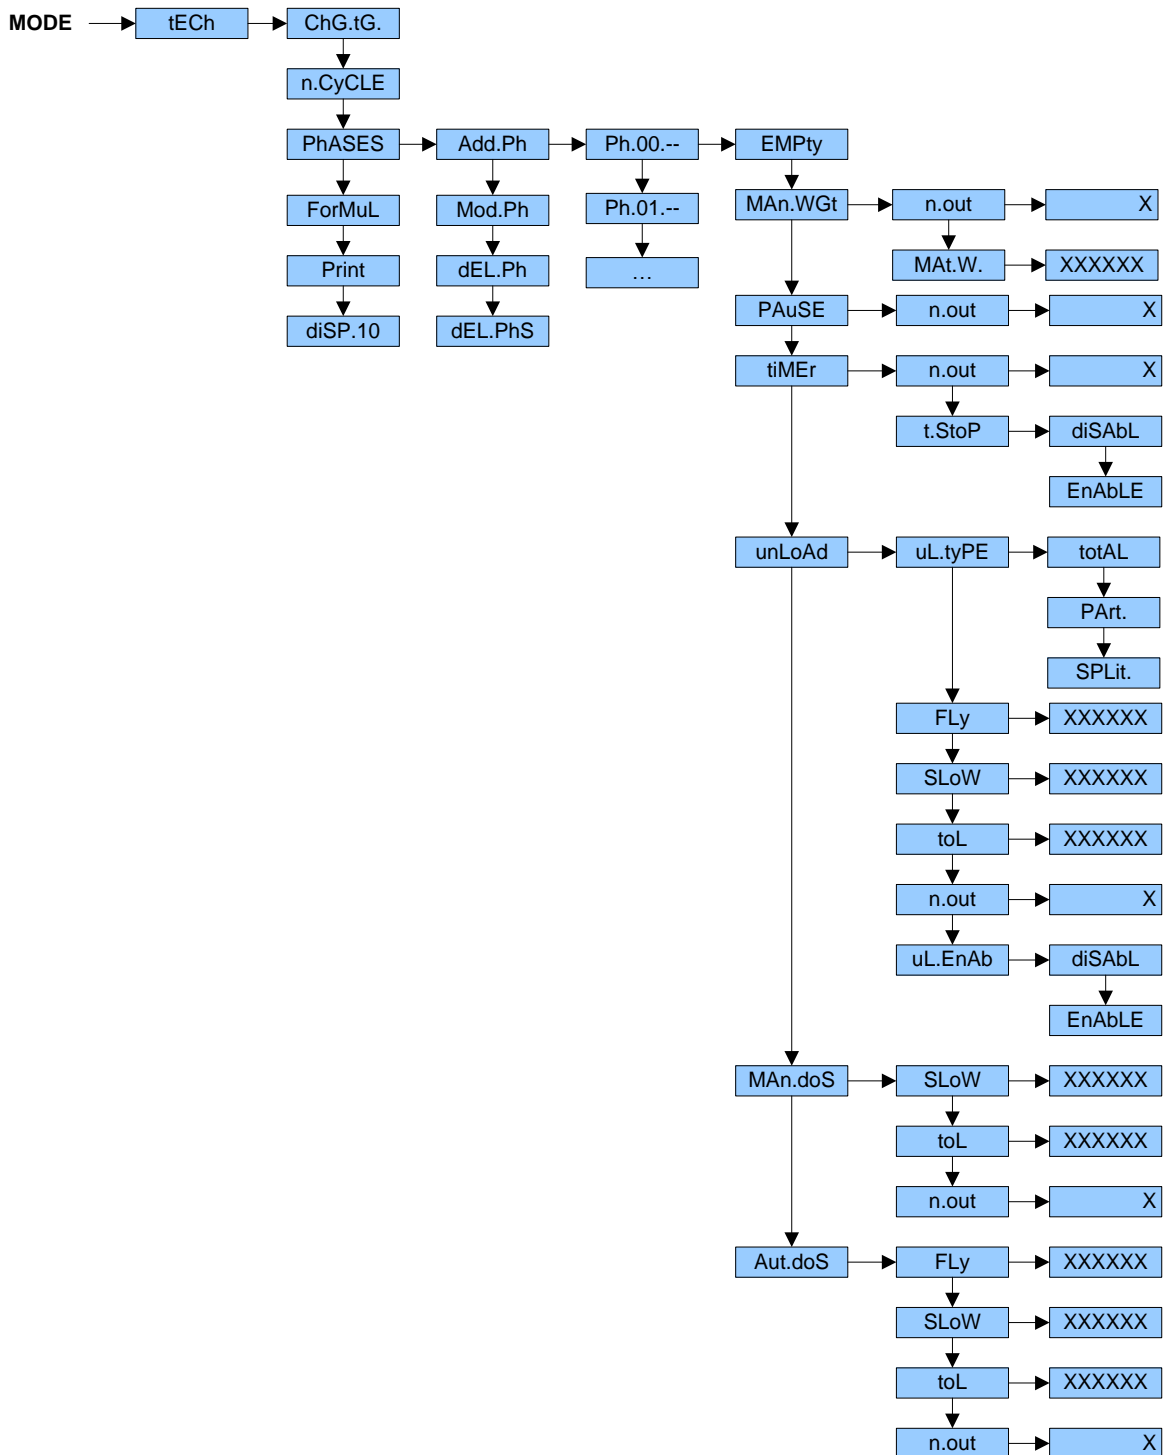 MODE tECh ChG.tG.
n.CyCLE
PhASES Add.Ph Ph.00.-- EMPty
ForMuL Mod.Ph Ph.01.-- MAn.WGt n.out X
Print dEL.Ph ... MAt.W. XXXXXX
diSP.10 dEL.PhS PAuSE n.out X
tiMEr n.out X
t.StoP diSAbL
EnAbLE
unLoAd uL.tyPE totAL
PArt.
SPLit.
FLy XXXXXX
SLoW XXXXXX
toL XXXXXX
n.out X
uL.EnAb diSAbL
EnAbLE
MAn.doS SLoW XXXXXX
toL XXXXXX
n.out X
Aut.doS FLy XXXXXX
SLoW XXXXXX
toL XXXXXX
n.out X